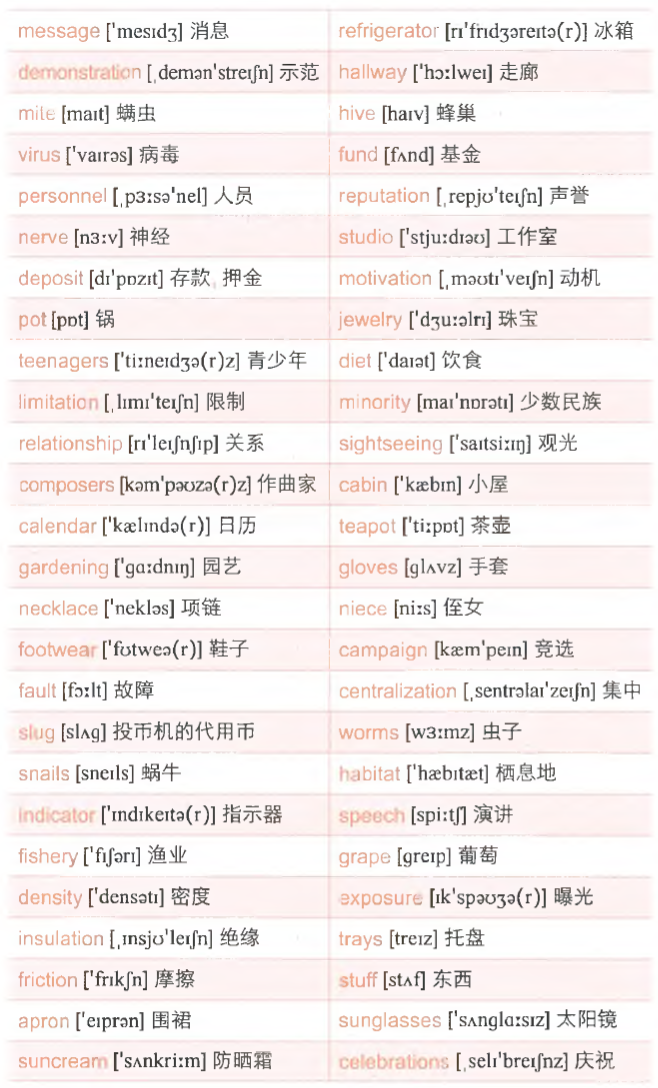 message ['mesɪdʒ] 消息
refrigerator [rɪ'frɪdʒəreɪtə(r)] 冰箱
demonstration [ˌdemən'streɪʃn] 示范
hallway ['hɔːlweɪ] 走廊
mite [maɪt] 螨虫
hive [haɪv] 蜂巢
virus ['vaɪrəs] 病毒
fund [fʌnd] 基金
personnel [ˌpɜːsə'nel] 人员
reputation [ˌrepjʊ'teɪʃn] 声誉
nerve [nɜːv] 神经
studio ['stjuːdɪəʊ] 工作室
deposit [dɪ'pɒzɪt] 存款, 押金
motivation [ˌməʊtɪ'veɪʃn] 动机
pot [pɒt] 锅
jewelry ['dʒuːəlrɪ] 珠宝
teenagers ['tiːneɪdʒə(r)z] 青少年
diet ['daɪət] 饮食
limitation [ˌlɪmɪ'teɪʃn] 限制
minority [maɪ'nɒrətɪ] 少数民族
relationship [rɪ'leɪʃnʃɪp] 关系
sightseeing ['saɪtsiːɪŋ] 观光
composers [kəm'pəʊzə(r)z] 作曲家
cabin ['kæbɪn] 小屋
calendar ['kælɪndə(r)] 日历
teapot ['tiːpɒt] 茶壶
gardening ['ɡɑːdnɪŋ] 园艺
gloves [ɡlʌvz] 手套
necklace ['nekləs] 项链
niece [niːs] 侄女
footwear ['fʊtweə(r)] 鞋子
campaign [kæm'peɪn] 竞选
fault [fɔːlt] 故障
centralization [ˌsentrəlaɪ'zeɪʃn] 集中
slug [slʌɡ] 投币机的代用币
worms [wɜːmz] 虫子
snails [sneɪls] 蜗牛
habitat ['hæbɪtæt] 栖息地
indicator ['ɪndɪkeɪtə(r)] 指示器
speech [spiːtʃ] 演讲
fishery ['fɪʃərɪ] 渔业
grape [ɡreɪp] 葡萄
density ['densətɪ] 密度
exposure [ɪk'spəʊʒə(r)] 曝光
insulation [ˌɪnsjʊ'leɪʃn] 绝缘
trays [treɪz] 托盘
friction ['frɪkʃn] 摩擦
stuff [stʌf] 东西
apron ['eɪprən] 围裙
sunglasses ['sʌnɡlɑːsɪz] 太阳镜
suncream ['sʌnkriːm] 防晒霜
celebrations [ˌselɪ'breɪʃnz] 庆祝